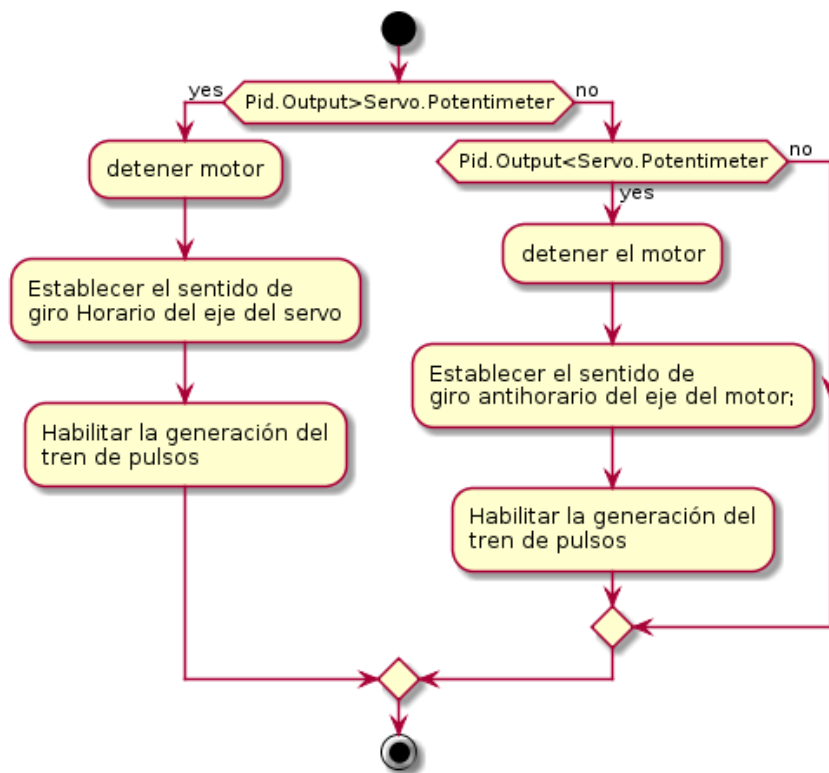 yes
Pid.Output>Servo.Potentimeter
no
detener motor
Establecer el sentido de
giro Horario del eje del servo
Habilitar la generación del
tren de pulsos
Pid.Output<Servo.Potentimeter
no
yes
detener el motor
Establecer el sentido de
giro antihorario del eje del motor;
Habilitar la generación del
tren de pulsos